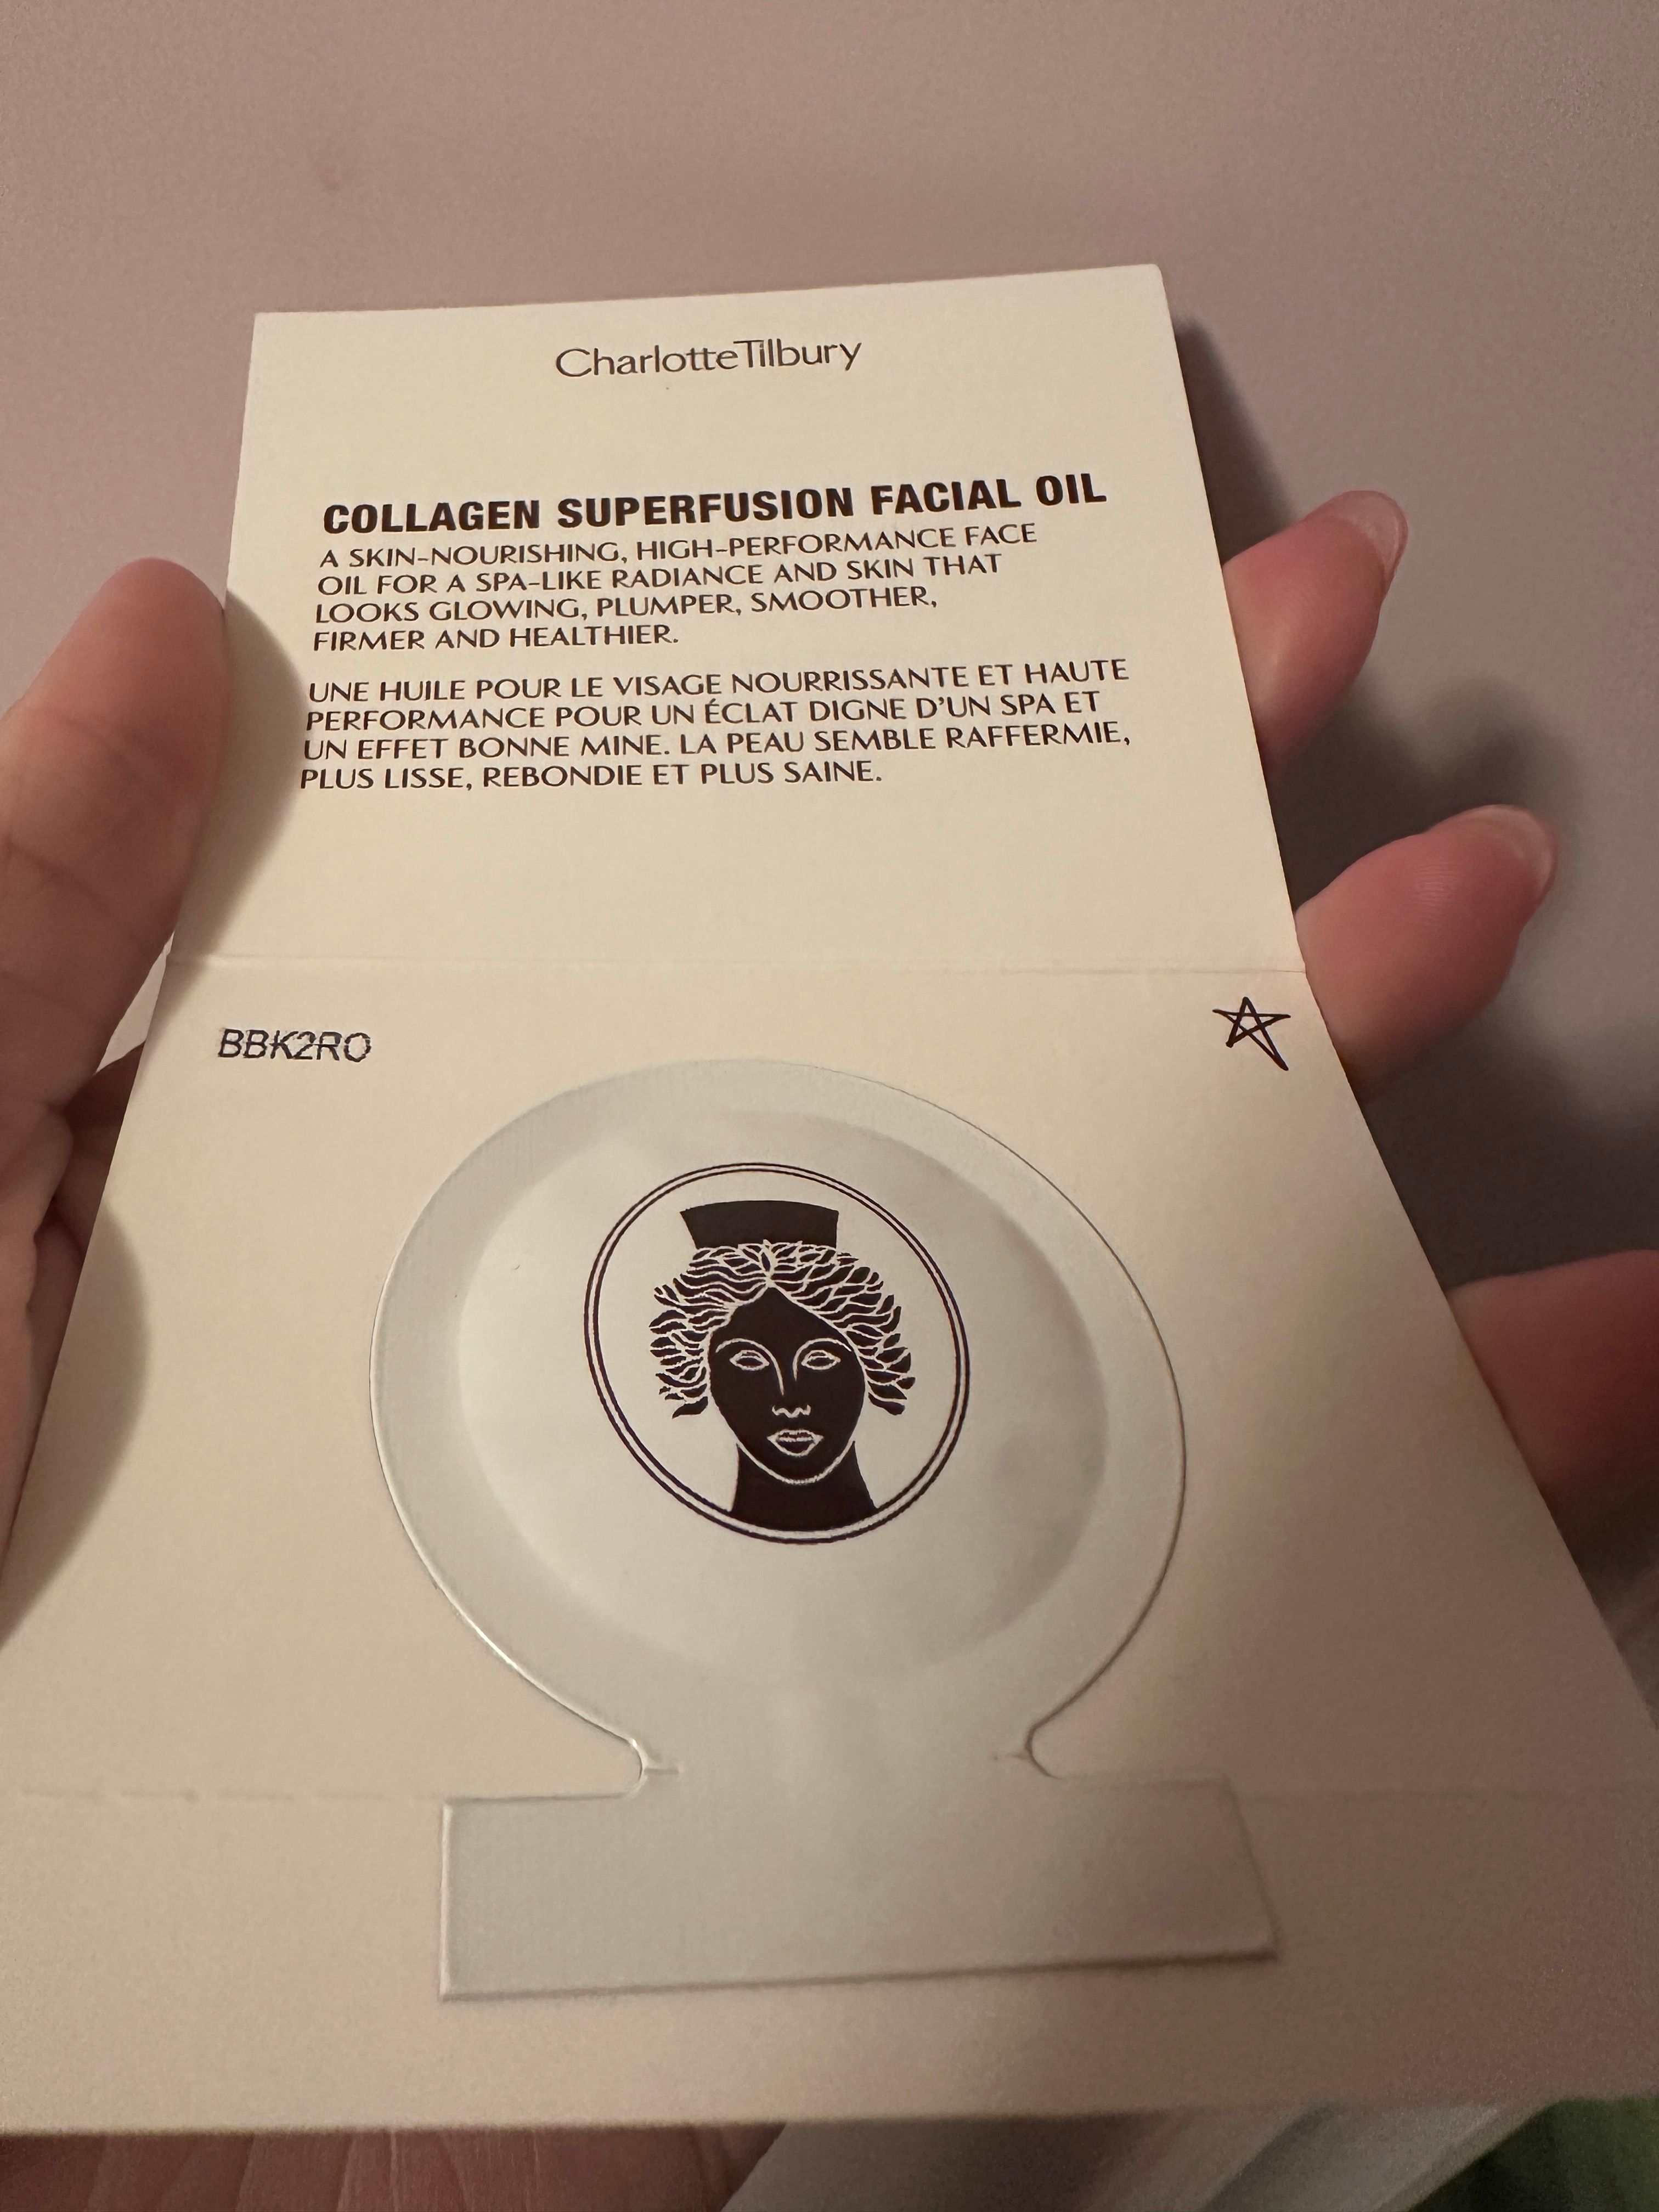 CharlotteTilbury
COLLAGEN SUPERFUSION FACIAL OIL
A SKIN-NOURISHING, HIGH-PERFORMANCE FACE
OIL FOR A SPA-LIKE RADIANCE AND SKIN THAT
LOOKS GLOWING, PLUMPER, SMOOTHER,
FIRMER AND HEALTHIER.
UNE HUILE POUR LE VISAGE NOURRISSANTE ET HAUTE
PERFORMANCE POUR UN ÉCLAT DIGNE D'UN SPA ET
UN EFFET BONNE MINE. LA PEAU SEMBLE RAFFERMIE,
PLUS LISSE, REBONDIE ET PLUS SAINE.
BBK2RO